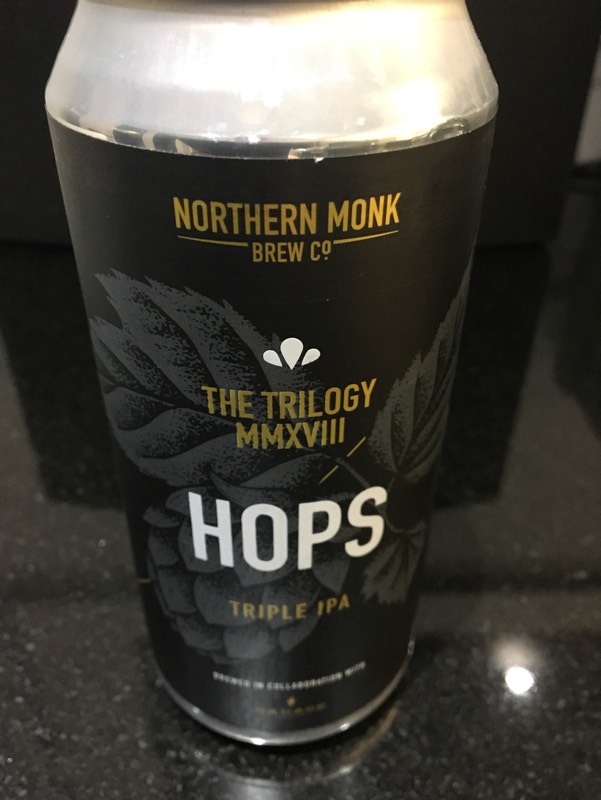 NORTHERN MONK
BREW CO
THE TRILOGY
MMXVIII
HOPS
TRIPLE IPA
BREWED IN COLLABORATION WITH